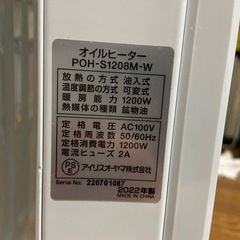 オイルヒーター
POH-S1208M-W
放熱の方式 油入式
温度調節の方式 可変式
暖房能力 1200W
熱媒体の種類 鉱物油
定格電圧 AC100V
定格周波数 50/60Hz
定格消費電力 1200W
電流ヒューズ 2A
PSE
アイリスオーヤマ株式会社
Serial No: 220701087
2022年製
MADE IN CHINA